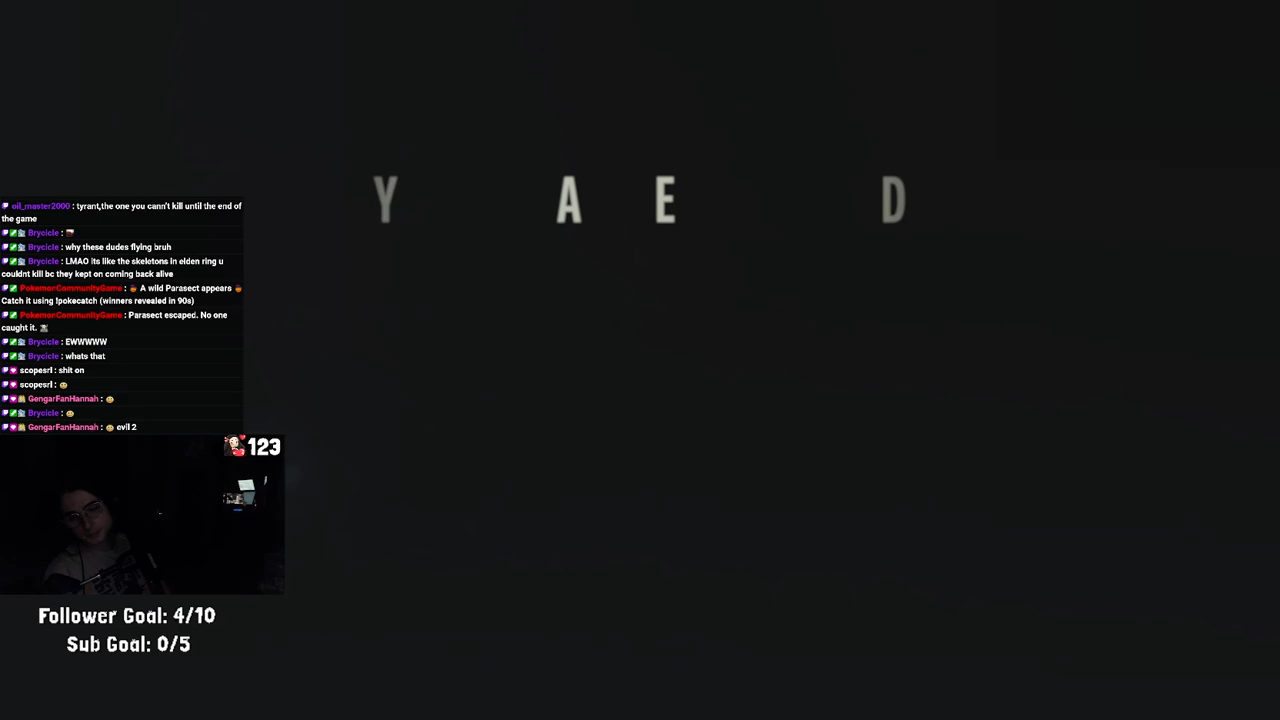 Y A E D
oil_master2000 : tyrant,the one you cann't kill until the end of
the game
Brycicle :
Brycicle : why these dudes flying bruh
Brycicle : LMAO its like the skeletons in elden ring u
couldnt kill bc they kept on coming back alive
PokemonCommunityGame : A wild Parasect appears
Catch it using !pokecatch (winners revealed in 90s)
PokemonCommunityGame : Parasect escaped. No one
caught it.
Brycicle : EWWWWW
Brycicle : whats that
scopesrl : shit on
scopesrl :
GengarFanHannah :
Brycicle :
GengarFanHannah : evil 2
123
Follower Goal: 4/10
Sub Goal: 0/5